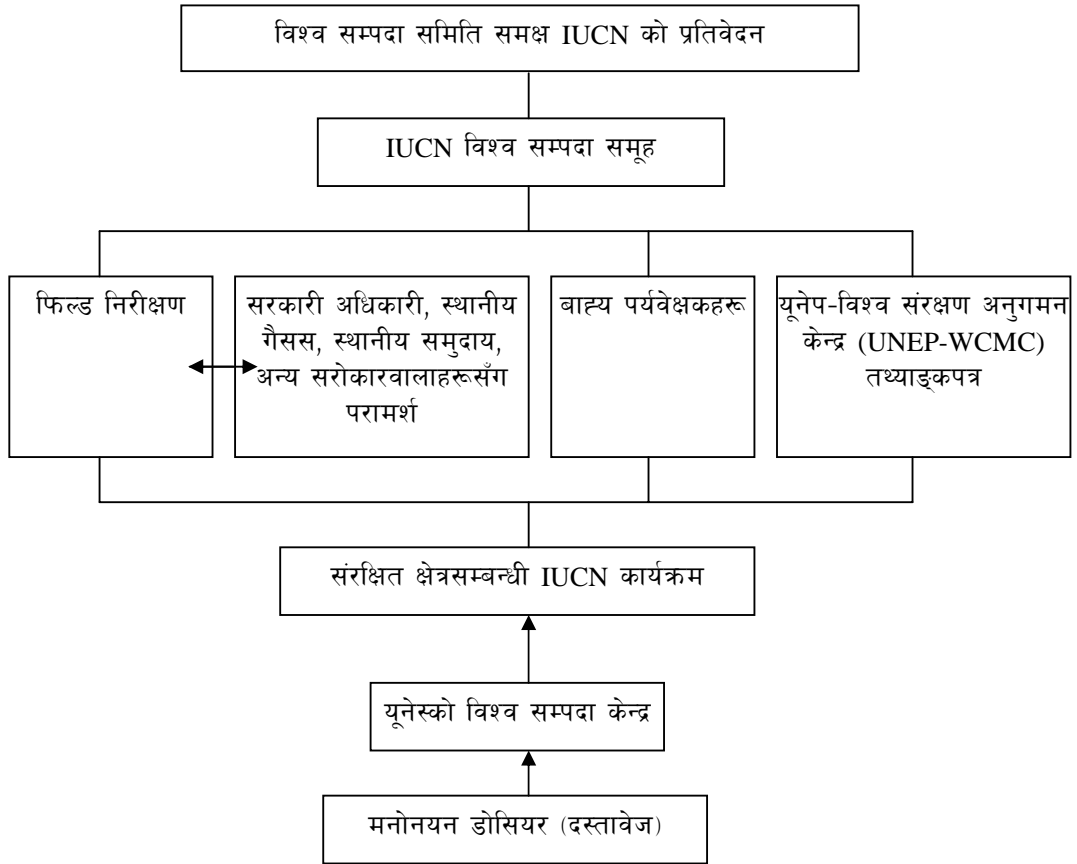 विश्व सम्पदा समिति समक्ष IUCN को प्रतिवेदन
IUCN विश्व सम्पदा समूह
फिल्ड निरीक्षण
सरकारी अधिकारी, स्थानीय
गैसस, स्थानीय समुदाय,
अन्य सरोकारवालाहरूसँग
परामर्श
बाह्य पर्यवेक्षकहरू
यूनेप-विश्व संरक्षण अनुगमन
केन्द्र (UNEP-WCMC)
तथ्याङ्कपत्र
संरक्षित क्षेत्रसम्बन्धी IUCN कार्यक्रम
यूनेस्को विश्व सम्पदा केन्द्र
मनोनयन डोसियर (दस्तावेज)